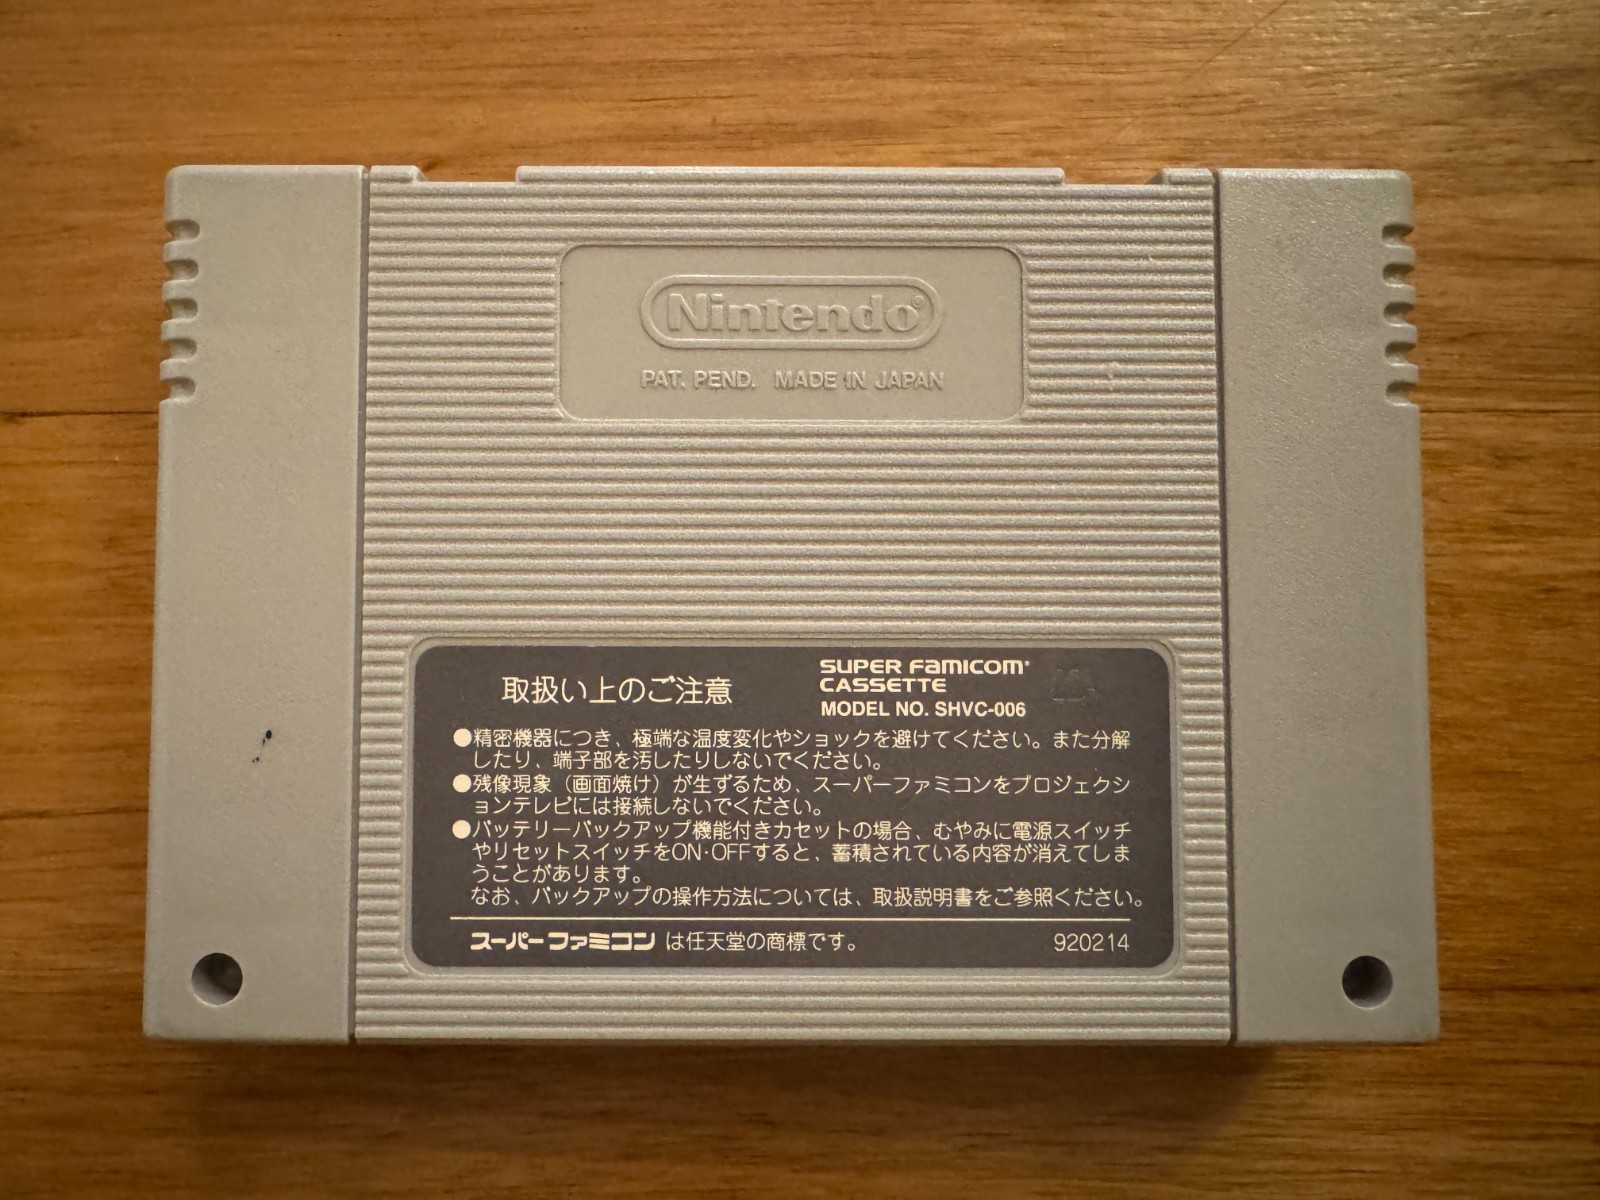 Nintendo®
PAT. PEND. MADE IN JAPAN
取扱い上のご注意
SUPER FAMICOM®
CASSETTE
MODEL NO. SHVC-006
●精密機器につき、極端な温度変化やショックを避けてください。また分解
したり、端子部を汚したりしないでください。
●残像現象（画面焼け）が生ずるため、スーパーファミコンをプロジェクシ
ョンテレビには接続しないでください。
●バッテリーバックアップ機能付きカセットの場合、むやみに電源スイッチ
やリセットスイッチをON･OFFすると、蓄積されている内容が消えてしま
うことがあります。
なお、バックアップの操作方法については、取扱説明書をご参照ください。
スーパーファミコン は任天堂の商標です。
920214